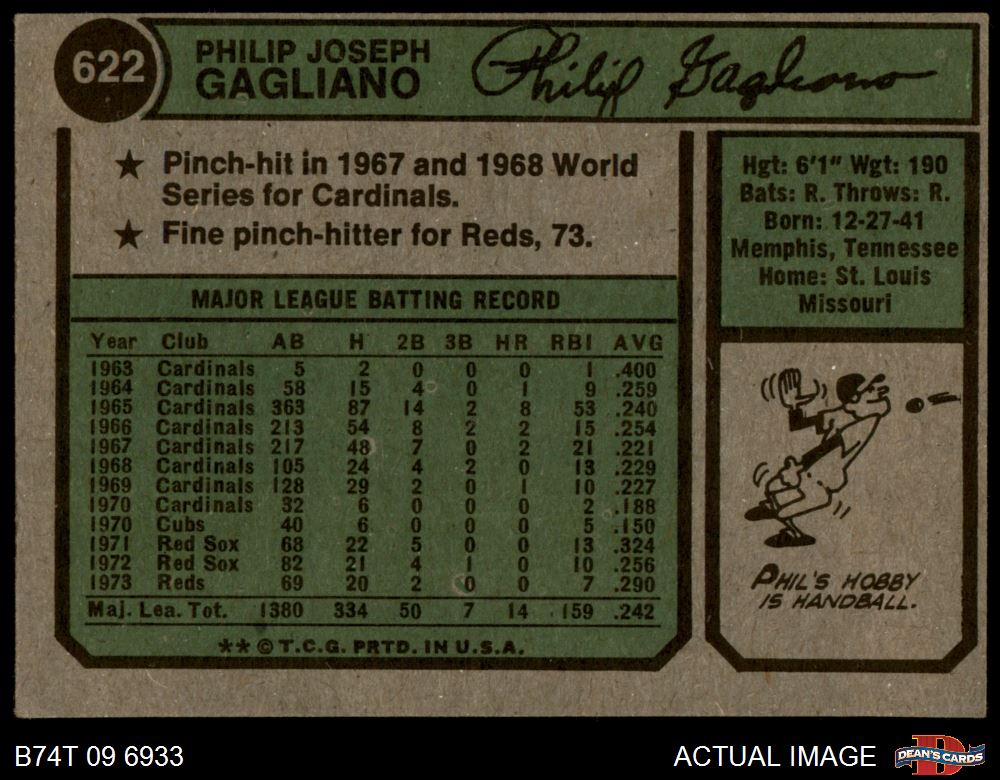 622
PHILIP JOSEPH
GAGLIANO
Philip Gagliano
★ Pinch-hit in 1967 and 1968 World
Series for Cardinals.
★ Fine pinch-hitter for Reds, 73.
Hgt: 6'1" Wgt: 190
Bats: R. Throws: R.
Born: 12-27-41
Memphis, Tennessee
Home: St. Louis
Missouri
MAJOR LEAGUE BATTING RECORD
Year Club AB H 2B 3B HR RBI AVG
1963 Cardinals 5 2 0 0 0 1 .400
1964 Cardinals 58 15 4 0 1 9 .259
1965 Cardinals 363 87 14 2 8 53 .240
1966 Cardinals 213 54 8 2 2 15 .254
1967 Cardinals 217 48 7 0 2 21 .221
1968 Cardinals 105 24 4 2 0 13 .229
1969 Cardinals 128 29 2 0 1 10 .227
1970 Cardinals 32 6 0 0 0 2 .188
1970 Cubs 40 6 0 0 0 5 .150
1971 Red Sox 68 22 5 0 0 13 .324
1972 Red Sox 82 21 4 1 0 10 .256
1973 Reds 69 20 2 0 0 7 .290
Maj. Lea. Tot. 1380 334 50 7 14 159 .242
**©T.C.G. PRTD. IN U.S.A.
PHIL'S HOBBY
IS HANDBALL.
B74T 09 6933
ACTUAL IMAGE
D
DEAN'S CARDS